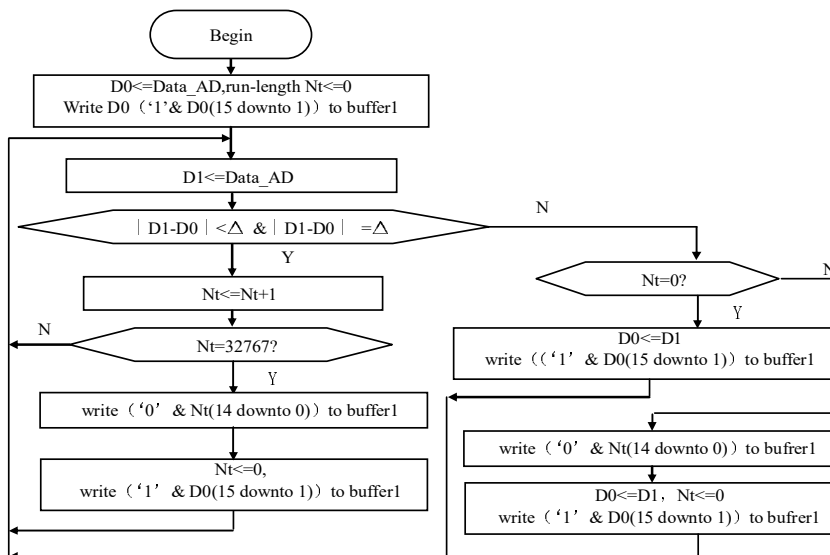 Begin
D0<=Data_AD,run-length Nt<=0
Write D0（‘1’& D0(15 downto 1)）to buffer1
D1<=Data_AD
｜D1-D0｜<△ &｜D1-D0｜ =△
N
Y
Nt<=Nt+1
Nt=0?
N
Y
N
Nt=32767?
Y
D0<=D1
write（(‘1’ & D0(15 downto 1)）to buffer1
write（‘0’ & Nt(14 downto 0)）to buffer1
write（‘0’ & Nt(14 downto 0)）to bufrer1
Nt<=0,
write（‘1’ & D0(15 downto 1)）to buffer1
D0<=D1，Nt<=0
write（‘1’ & D0(15 downto 1)）to bufrer1